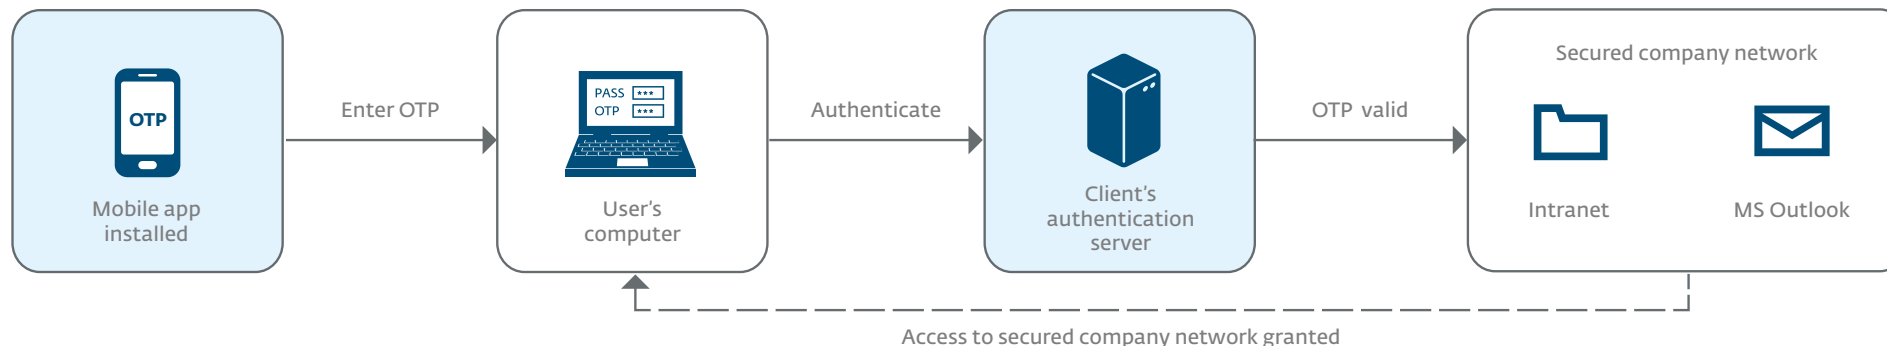 OTP
Mobile app
installed
Enter OTP
PASS ***
OTP ***
User's
computer
Authenticate
Client's
authentication
server
OTP valid
Secured company network
Intranet
MS Outlook
Access to secured company network granted